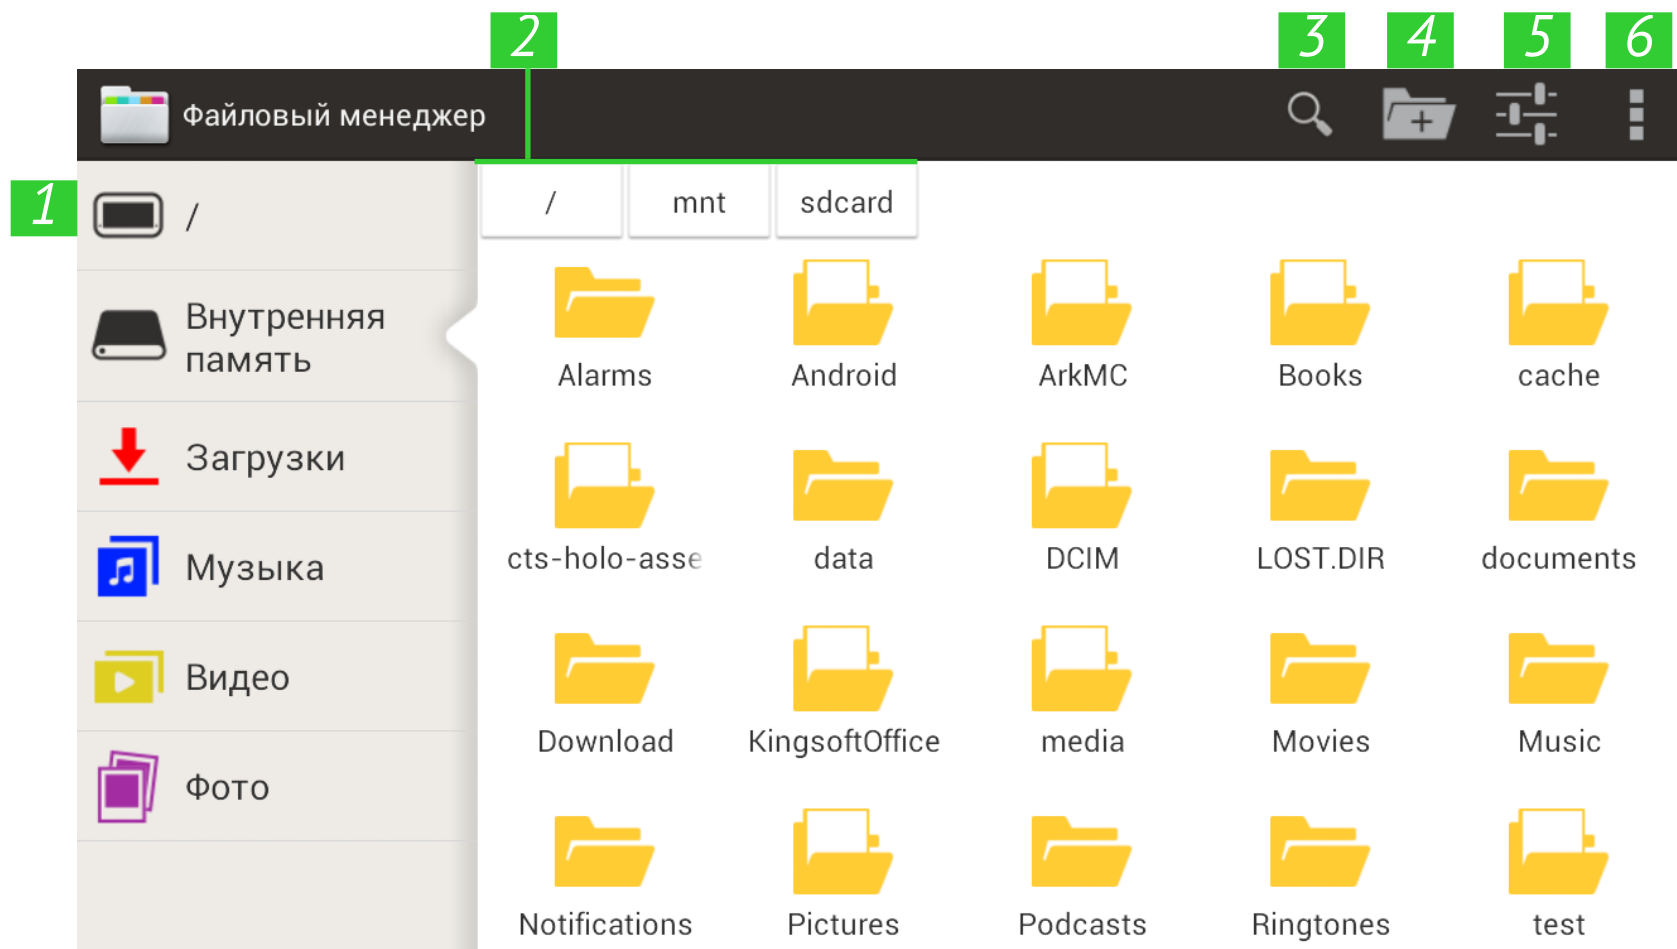 2 3 4 5 6
Файловый менеджер
1 /
/ mnt sdcard
Внутренняя
память
Загрузки
Музыка
Видео
Фото
Alarms Android ArkMC Books cache
cts-holo-asse data DCIM LOST.DIR documents
Download KingsoftOffice media Movies Music
Notifications Pictures Podcasts Ringtones test